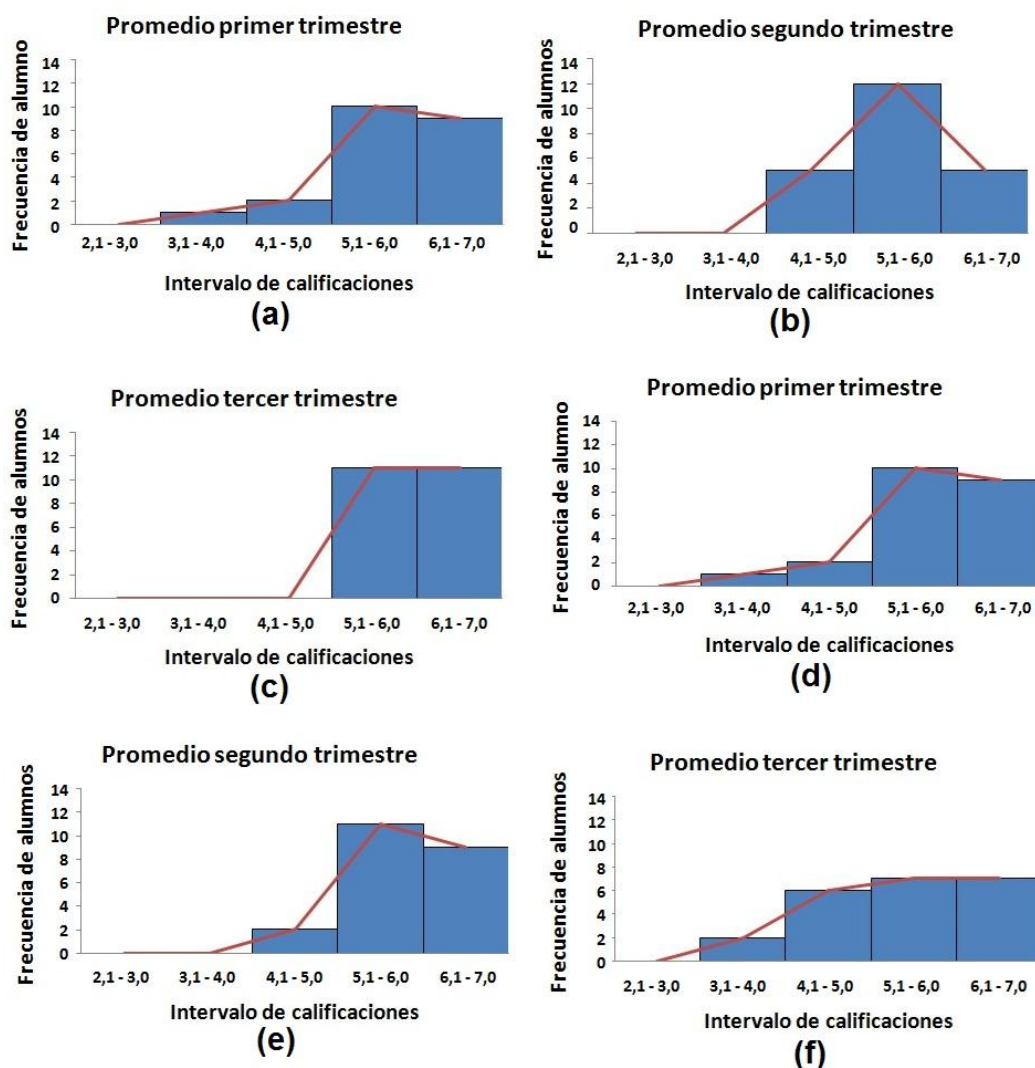 Promedio primer trimestre
Frecuencia de alumno
14
12
10
8
6
4
2
0
2,1 - 3,0 3,1 - 4,0 4,1 - 5,0 5,1 - 6,0 6,1 - 7,0
Intervalo de calificaciones
(a)
Promedio segundo trimestre
Frecuencia de alumnos
14
12
10
8
6
4
2
0
2,1 - 3,0 3,1 - 4,0 4,1 - 5,0 5,1 - 6,0 6,1 - 7,0
Intervalo de calificaciones
(b)
Promedio tercer trimestre
Frecuencia de alumnos
14
12
10
8
6
4
2
0
2,1 - 3,0 3,1 - 4,0 4,1 - 5,0 5,1 - 6,0 6,1 - 7,0
Intervalo de calificaciones
(c)
Promedio primer trimestre
Frecuencia de alumno
14
12
10
8
6
4
2
0
2,1 - 3,0 3,1 - 4,0 4,1 - 5,0 5,1 - 6,0 6,1 - 7,0
Intervalo de calificaciones
(d)
Promedio segundo trimestre
Frecuencia de alumnos
14
12
10
8
6
4
2
0
2,1 - 3,0 3,1 - 4,0 4,1 - 5,0 5,1 - 6,0 6,1 - 7,0
Intervalo de calificaciones
(e)
Promedio tercer trimestre
Frecuencia de alumnos
14
12
10
8
6
4
2
0
2,1 - 3,0 3,1 - 4,0 4,1 - 5,0 5,1 - 6,0 6,1 - 7,0
Intervalo de calificaciones
(f)